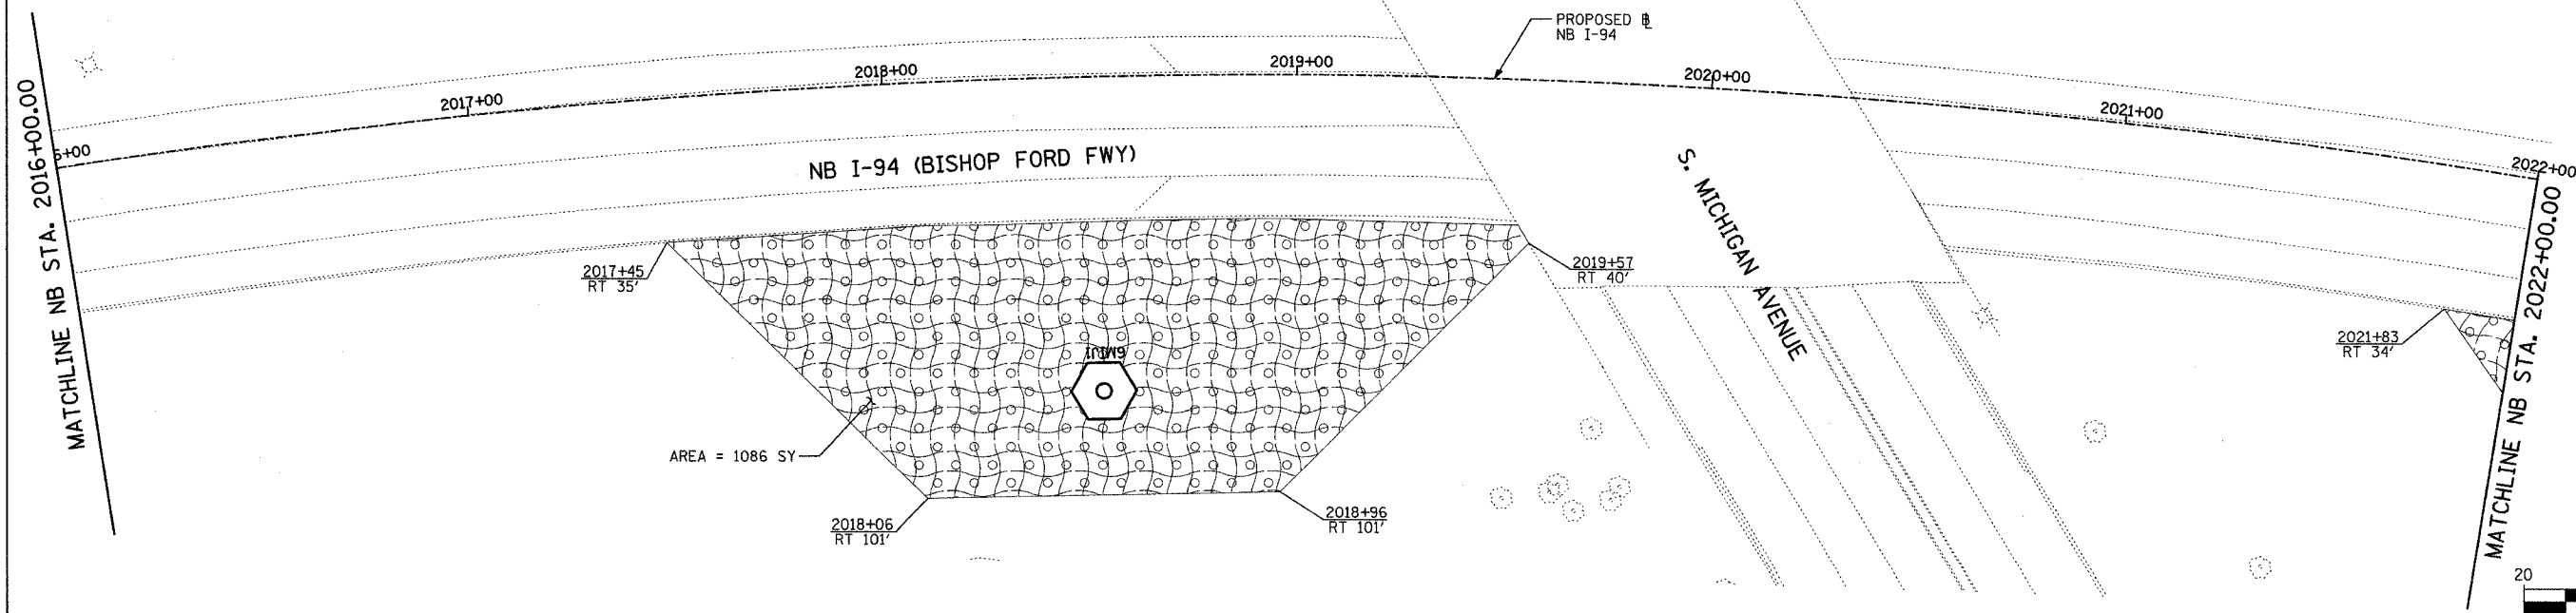 PROPOSED ⅊
NB I-94
2016+00.00
MATCHLINE NB STA.
6+00
2017+00
2018+00
2019+00
2020+00
2021+00
2022+00
NB I-94 (BISHOP FORD FWY)
S. MICHIGAN AVENUE
2017+45
RT 35'
2019+57
RT 40'
2021+83
RT 34'
AREA = 1086 SY
2018+06
RT 101'
2018+96
RT 101'
MATCHLINE NB STA. 2022+00.00
20